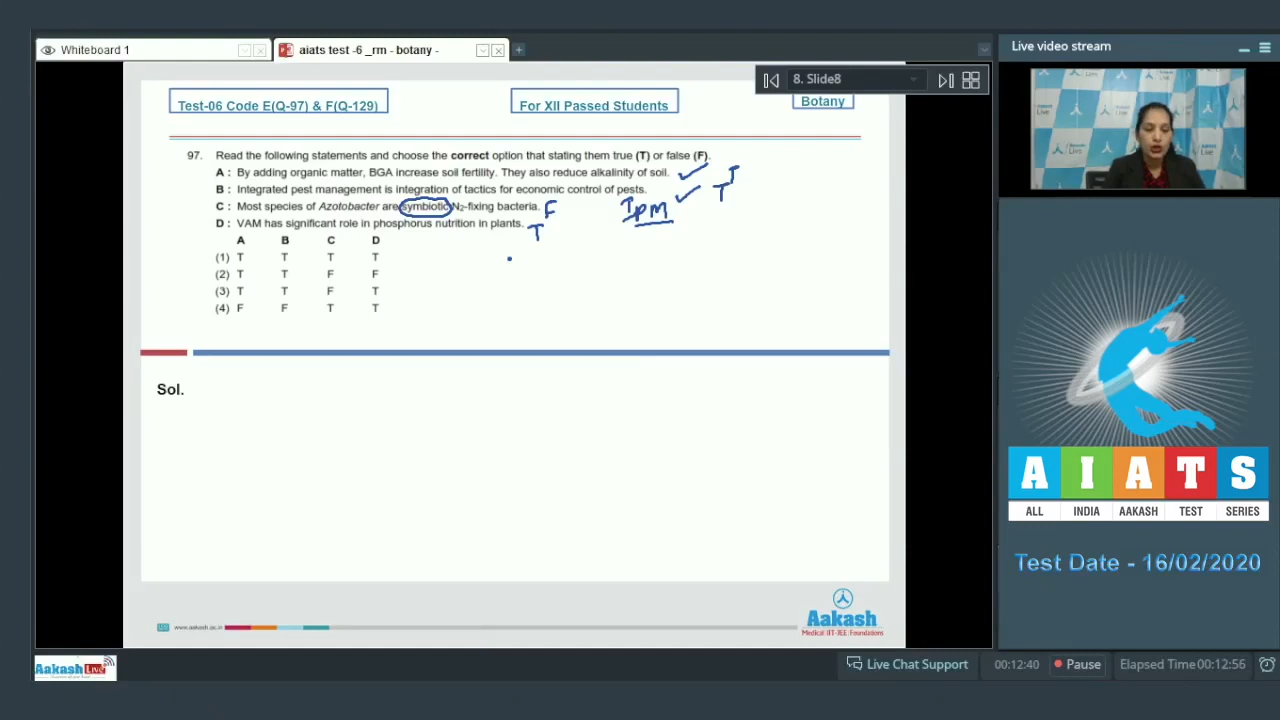 Whiteboard 1
aiats test -6 _rm - botany -
Live video stream
8. Slide8
Test-06 Code E(Q-97) & F(Q-129)
For XII Passed Students
Botany
97. Read the following statements and choose the correct option that stating them true (T) or false (F).
A : By adding organic matter, BGA increase soil fertility. They also reduce alkalinity of soil.
T
B : Integrated pest management is integration of tactics for economic control of pests.
T
C : Most species of Azotobacter are symbiotic N2-fixing bacteria.
F
IPM
D : VAM has significant role in phosphorus nutrition in plants.
T
A B C D
(1) T T T T
(2) T T F F
(3) T T F T
(4) F F T T
Sol.
www.aakash.ac.in
Aakash
Medical|IIT-JEE|Foundations
AIATS
ALL INDIA AAKASH TEST SERIES
Test Date - 16/02/2020
Aakash Live
Live Chat Support
00:12:40
Pause
Elapsed Time 00:12:56